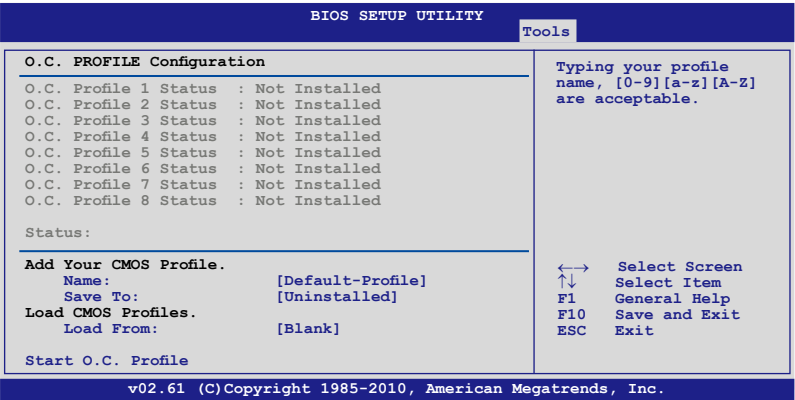 BIOS SETUP UTILITY
Tools
O.C. PROFILE Configuration
O.C. Profile 1 Status : Not Installed
O.C. Profile 2 Status : Not Installed
O.C. Profile 3 Status : Not Installed
O.C. Profile 4 Status : Not Installed
O.C. Profile 5 Status : Not Installed
O.C. Profile 6 Status : Not Installed
O.C. Profile 7 Status : Not Installed
O.C. Profile 8 Status : Not Installed
Status:
Add Your CMOS Profile.
Name: [Default-Profile]
Save To: [Uninstalled]
Load CMOS Profiles.
Load From: [Blank]
Start O.C. Profile
Typing your profile
name, [0-9][a-z][A-Z]
are acceptable.
←→ Select Screen
↑↓ Select Item
F1 General Help
F10 Save and Exit
ESC Exit
v02.61 (C)Copyright 1985-2010, American Megatrends, Inc.